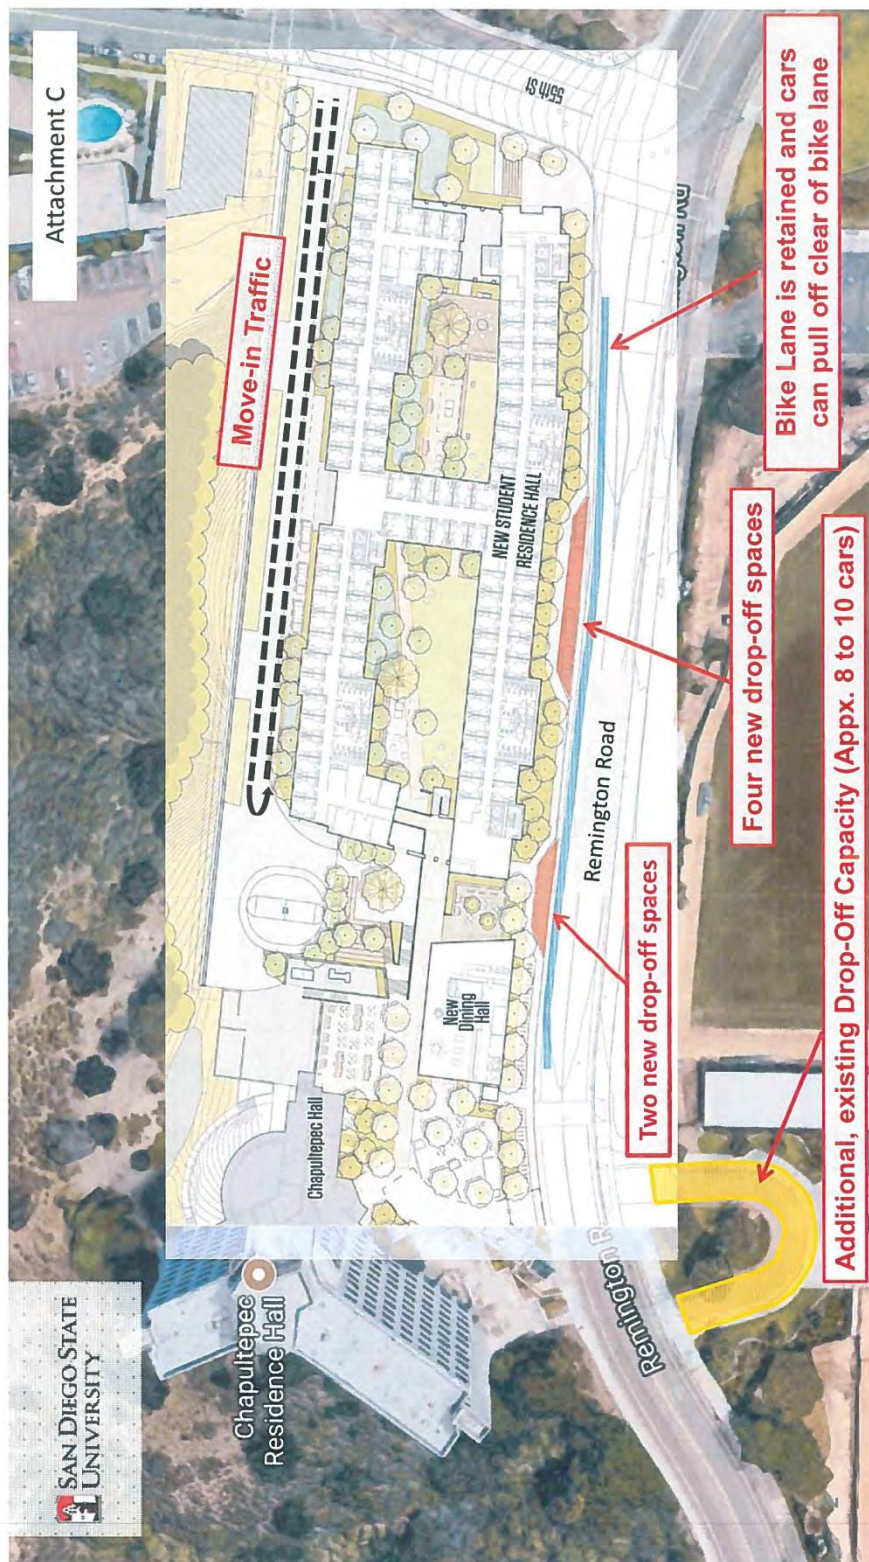 Attachment C
SAN DIEGO STATE
UNIVERSITY
Move-in Traffic
55th St
NEW STUDENT
RESIDENCE HALL
Chapultepec Hall
New
Dining
Hall
Chapultepec
Residence Hall
Remington Road
Remington R
Two new drop-off spaces
Four new drop-off spaces
Bike Lane is retained and cars
can pull off clear of bike lane
Additional, existing Drop-Off Capacity (Appx. 8 to 10 cars)